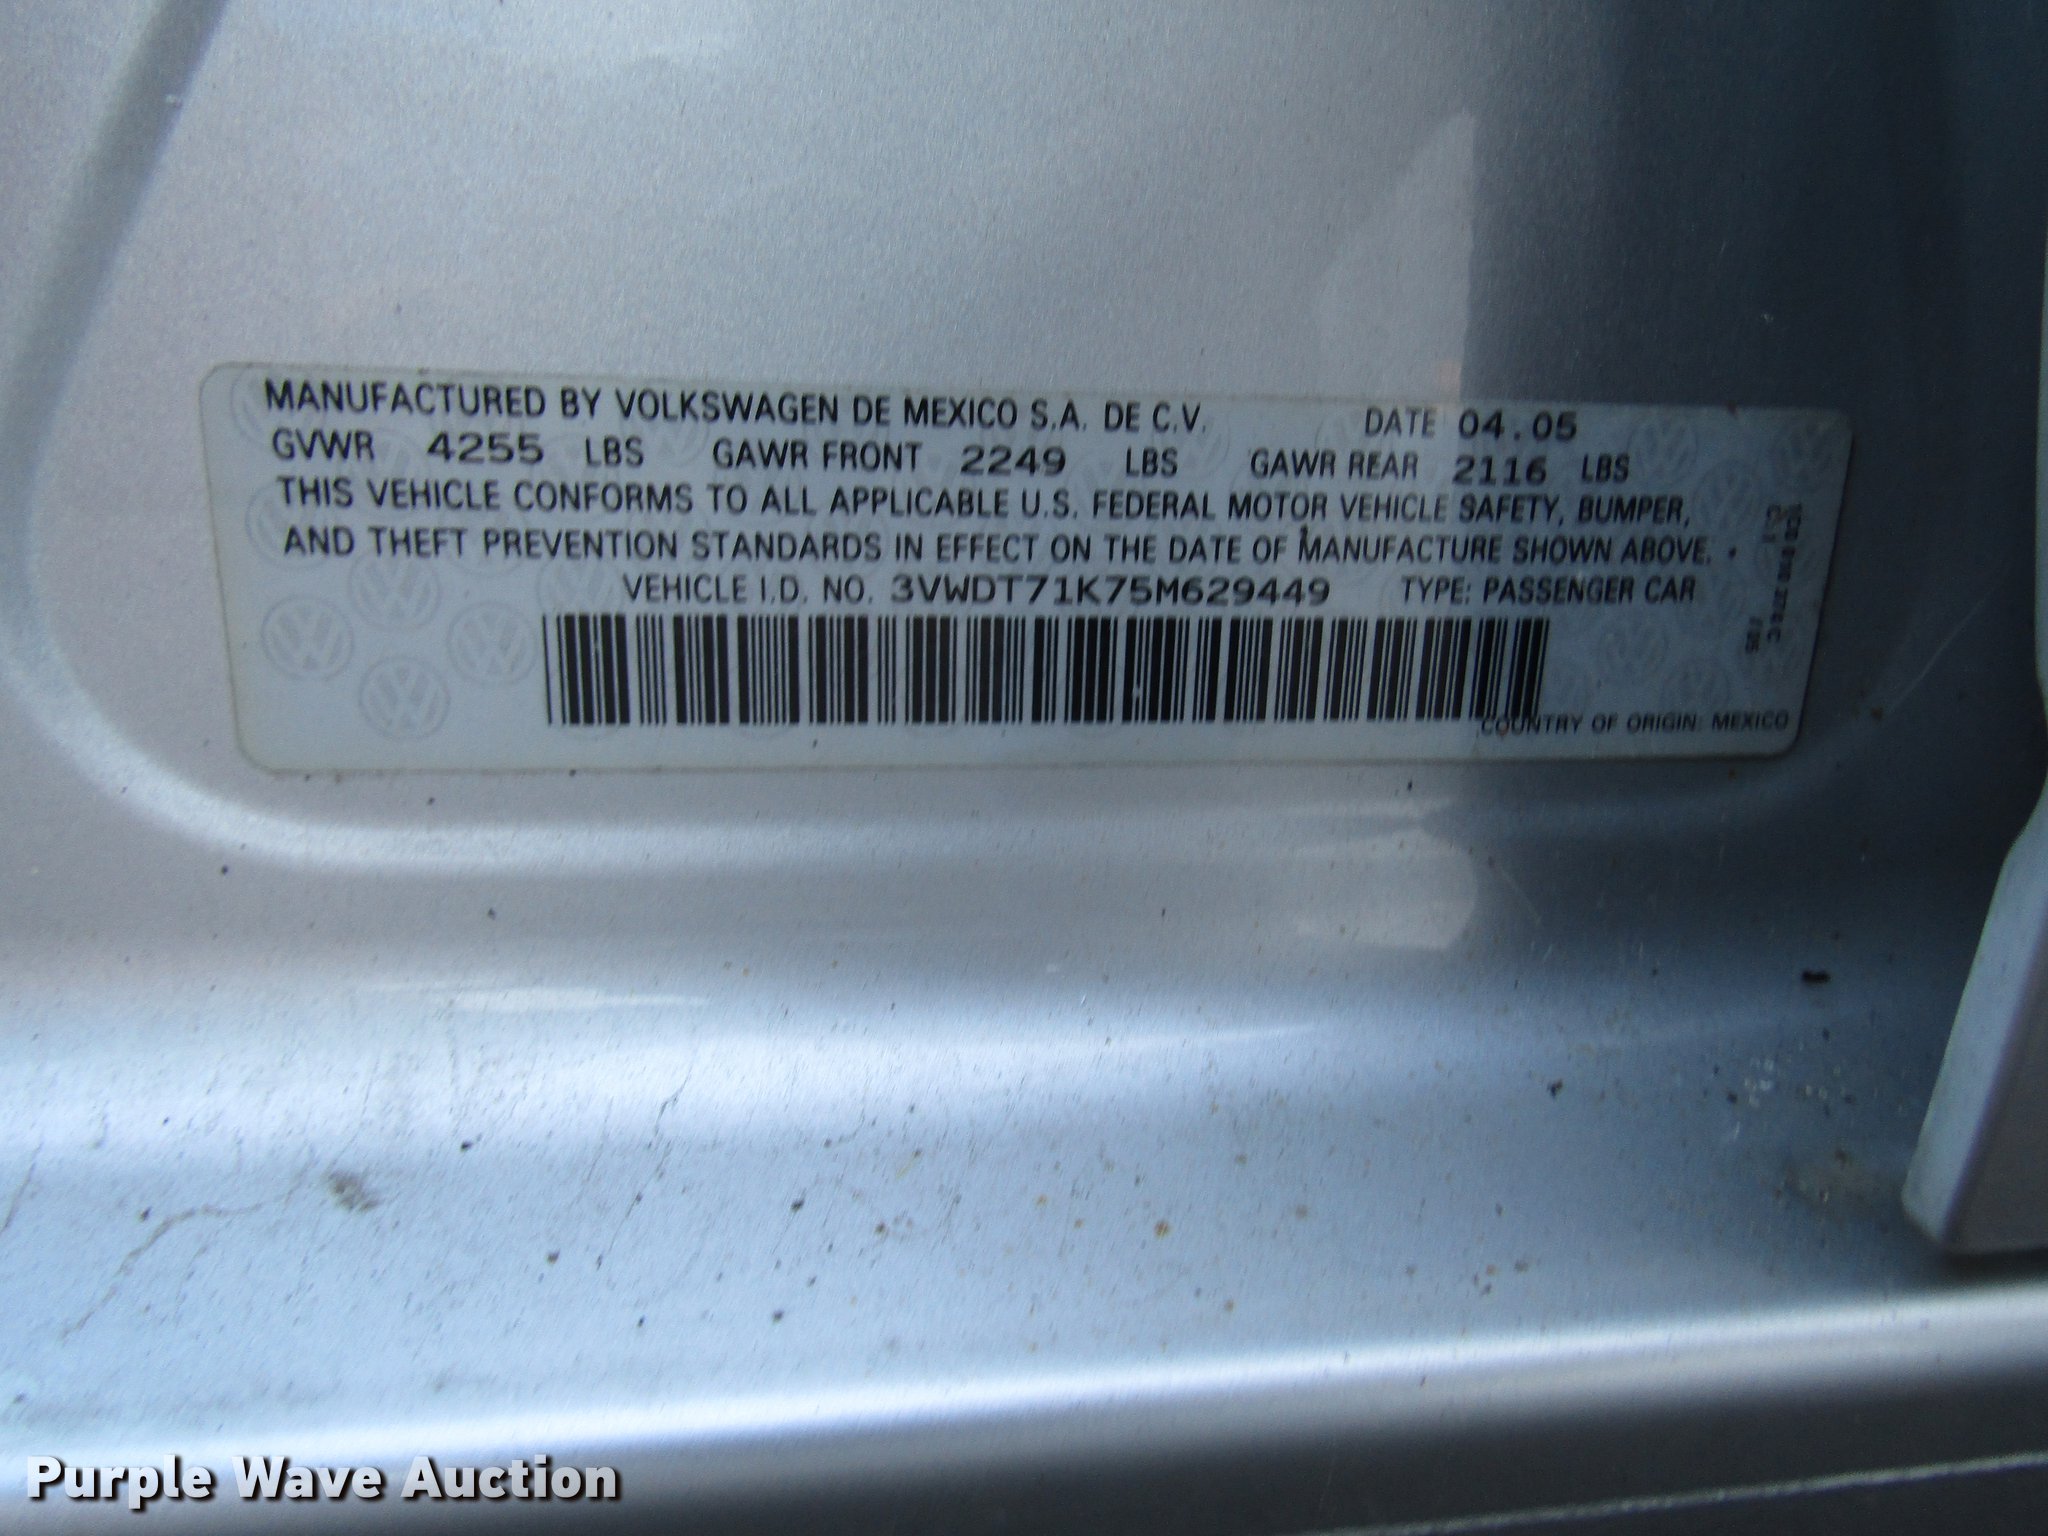 MANUFACTURED BY VOLKSWAGEN DE MEXICO S.A. DE C.V. DATE 04.05
GVWR 4255 LBS GAWR FRONT 2249 LBS GAWR REAR 2116 LBS
THIS VEHICLE CONFORMS TO ALL APPLICABLE U.S. FEDERAL MOTOR VEHICLE SAFETY, BUMPER,
AND THEFT PREVENTION STANDARDS IN EFFECT ON THE DATE OF MANUFACTURE SHOWN ABOVE.
VEHICLE I.D. NO. 3VWDT71K75M629449 TYPE: PASSENGER CAR
COUNTRY OF ORIGIN: MEXICO
Purple Wave Auction